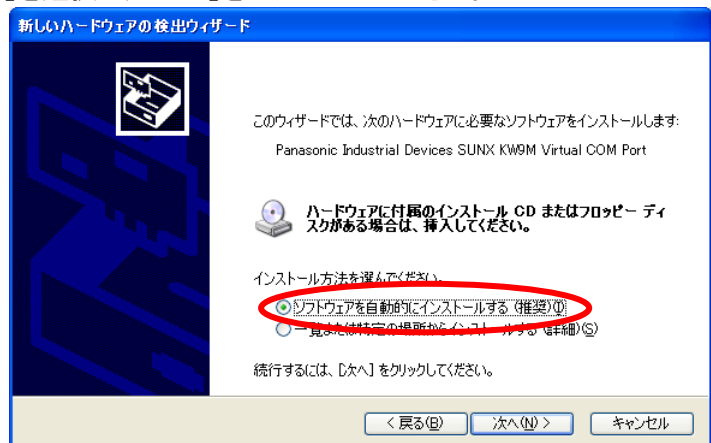 新しいハードウェアの検出ウィザード
このウィザードでは、次のハードウェアに必要なソフトウェアをインストールします:
Panasonic Industrial Devices SUNX KW9M Virtual COM Port
ハードウェアに付属のインストール CD またはフロッピー ディ
スクがある場合は、挿入してください。
インストール方法を選んでください。
ソフトウェアを自動的にインストールする (推奨)(I)
一覧または特定の場所からインストールする (詳細)(S)
続行するには、[次へ] をクリックしてください。
< 戻る(B) 次へ(N) > キャンセル